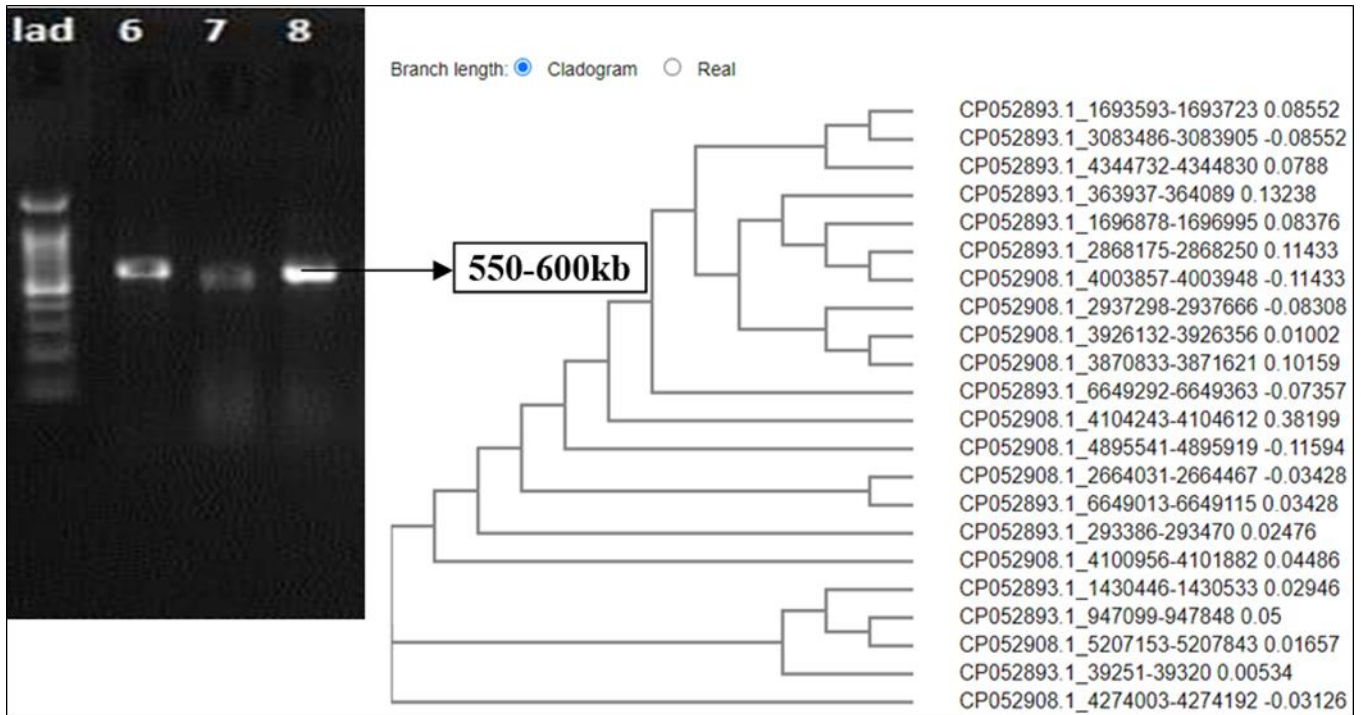 lad 6 7 8
550-600kb
Branch length: Cladogram Real
CP052893.1_1693593-1693723 0.08552
CP052893.1_3083486-3083905 -0.08552
CP052893.1_4344732-4344830 0.0788
CP052893.1_363937-364089 0.13238
CP052893.1_1696878-1696995 0.08376
CP052893.1_2868175-2868250 0.11433
CP052893.1_4003857-4003948 -0.11433
CP052908.1_2937298-2937666 -0.08308
CP052893.1_3926132-3926356 0.01002
CP052908.1_3870833-3871621 0.10159
CP052893.1_6649292-6649363 -0.07357
CP052908.1_4104243-4104612 0.38199
CP052908.1_4895541-4895919 -0.11594
CP052908.1_2664031-2664467 -0.03428
CP052893.1_6649013-6649115 0.03428
CP052893.1_293386-293470 0.02476
CP052908.1_4100956-4101882 0.04486
CP052893.1_1430446-1430533 0.02946
CP052893.1_947099-947848 0.05
CP052908.1_5207153-5207843 0.01657
CP052893.1_39251-39320 0.00534
CP052908.1_4274003-4274192 -0.03126